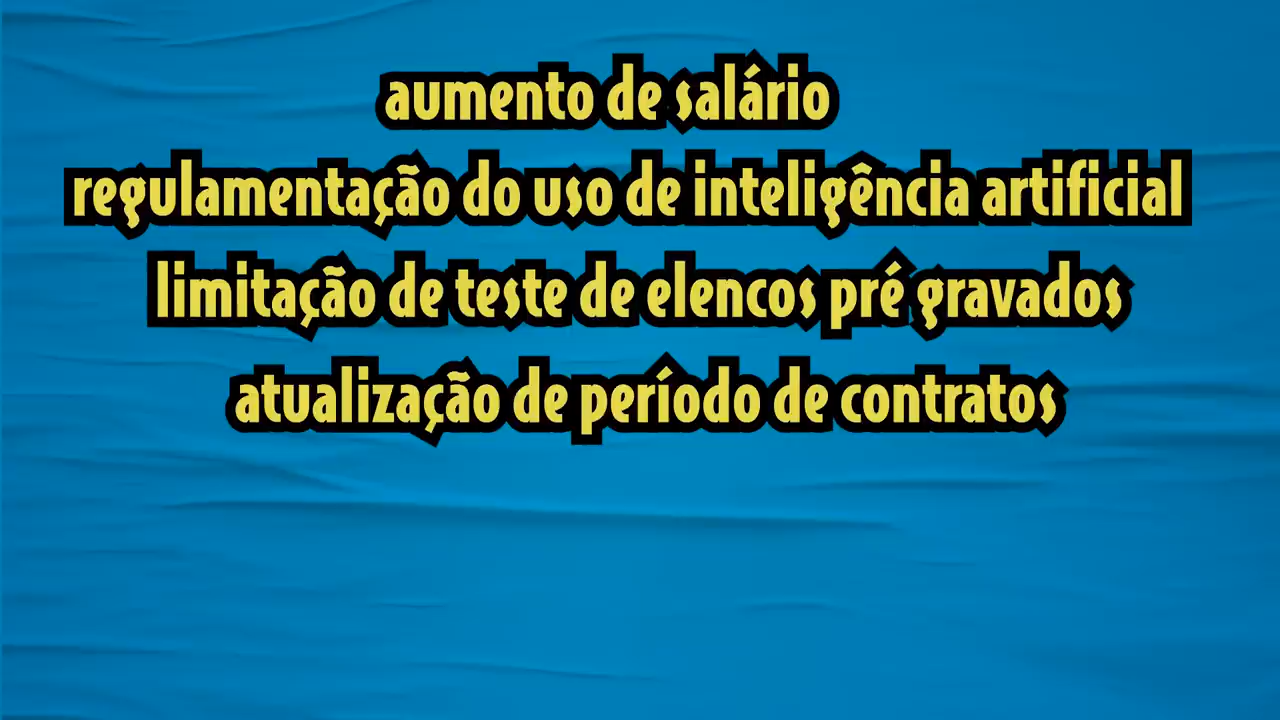 aumento de salário
regulamentação do uso de inteligência artificial
limitação de teste de elencos pré gravados
atualização de período de contratos